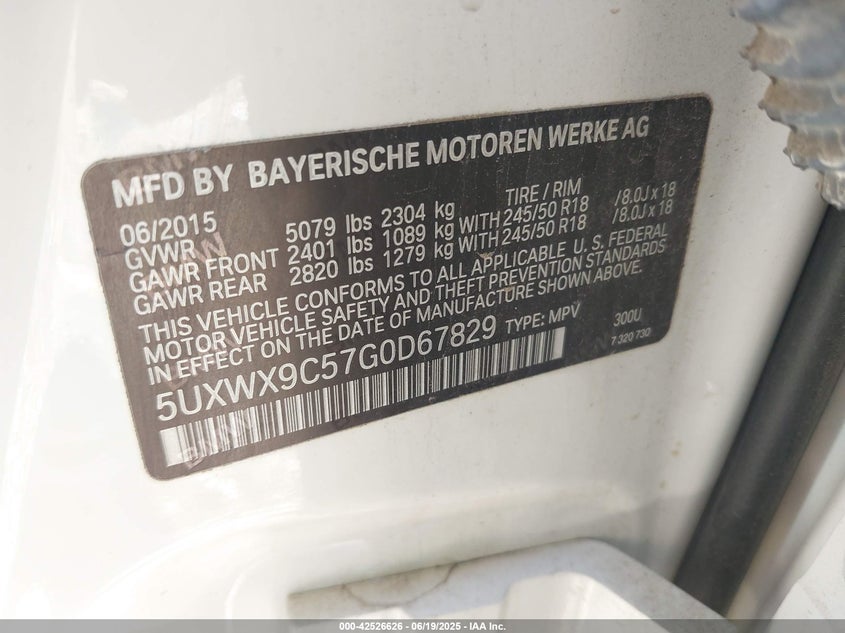 MFD BY BAYERISCHE MOTOREN WERKE AG
06/2015 TIRE / RIM
GVWR 5079 lbs 2304 kg
GAWR FRONT 2401 lbs 1089 kg WITH 245/50 R18 /8.0J x 18
GAWR REAR 2820 lbs 1279 kg WITH 245/50 R18 /8.0J x 18
THIS VEHICLE CONFORMS TO ALL APPLICABLE U.S. FEDERAL
MOTOR VEHICLE SAFETY AND THEFT PREVENTION STANDARDS
IN EFFECT ON THE DATE OF MANUFACTURE SHOWN ABOVE.
5UXWX9C57G0D67829 TYPE: MPV 300U
7 320 730
000-42526626 - 06/19/2025 - IAA Inc.